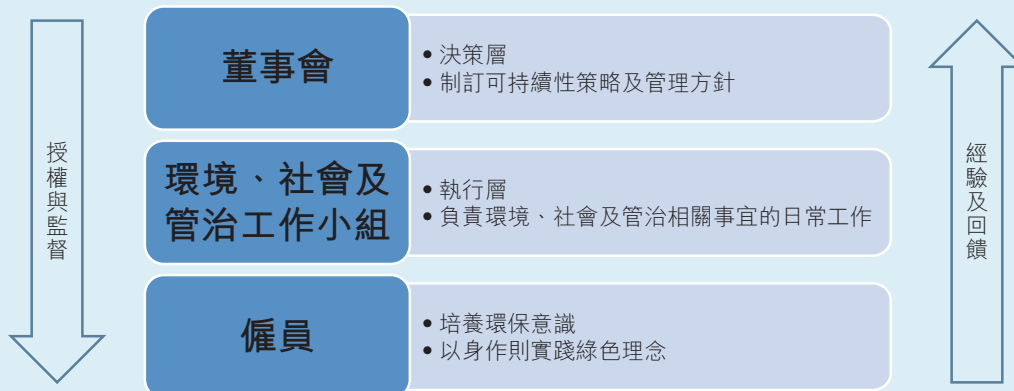 授權與監督
董事會
• 決策層
• 制訂可持續性策略及管理方針
環境、社會及
管治工作小組
• 執行層
• 負責環境、社會及管治相關事宜的日常工作
僱員
• 培養環保意識
• 以身作則實踐綠色理念
經驗及回饋